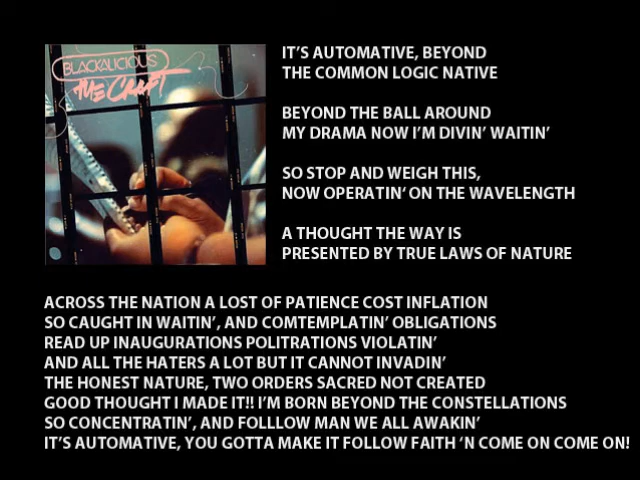 BLACKALICIOUS
THE CRAFT
IT'S AUTOMATIVE, BEYOND
THE COMMON LOGIC NATIVE
BEYOND THE BALL AROUND
MY DRAMA NOW I'M DIVIN' WAITIN'
SO STOP AND WEIGH THIS,
NOW OPERATIN' ON THE WAVELENGTH
A THOUGHT THE WAY IS
PRESENTED BY TRUE LAWS OF NATURE
ACROSS THE NATION A LOST OF PATIENCE COST INFLATION
SO CAUGHT IN WAITIN', AND COMTEMPLATIN' OBLIGATIONS
READ UP INAUGURATIONS POLITRATIONS VIOLATIN'
AND ALL THE HATERS A LOT BUT IT CANNOT INVADIN'
THE HONEST NATURE, TWO ORDERS SACRED NOT CREATED
GOOD THOUGHT I MADE IT!! I'M BORN BEYOND THE CONSTELLATIONS
SO CONCENTRATIN', AND FOLLLOW MAN WE ALL AWAKIN'
IT'S AUTOMATIVE, YOU GOTTA MAKE IT FOLLOW FAITH 'N COME ON COME ON!